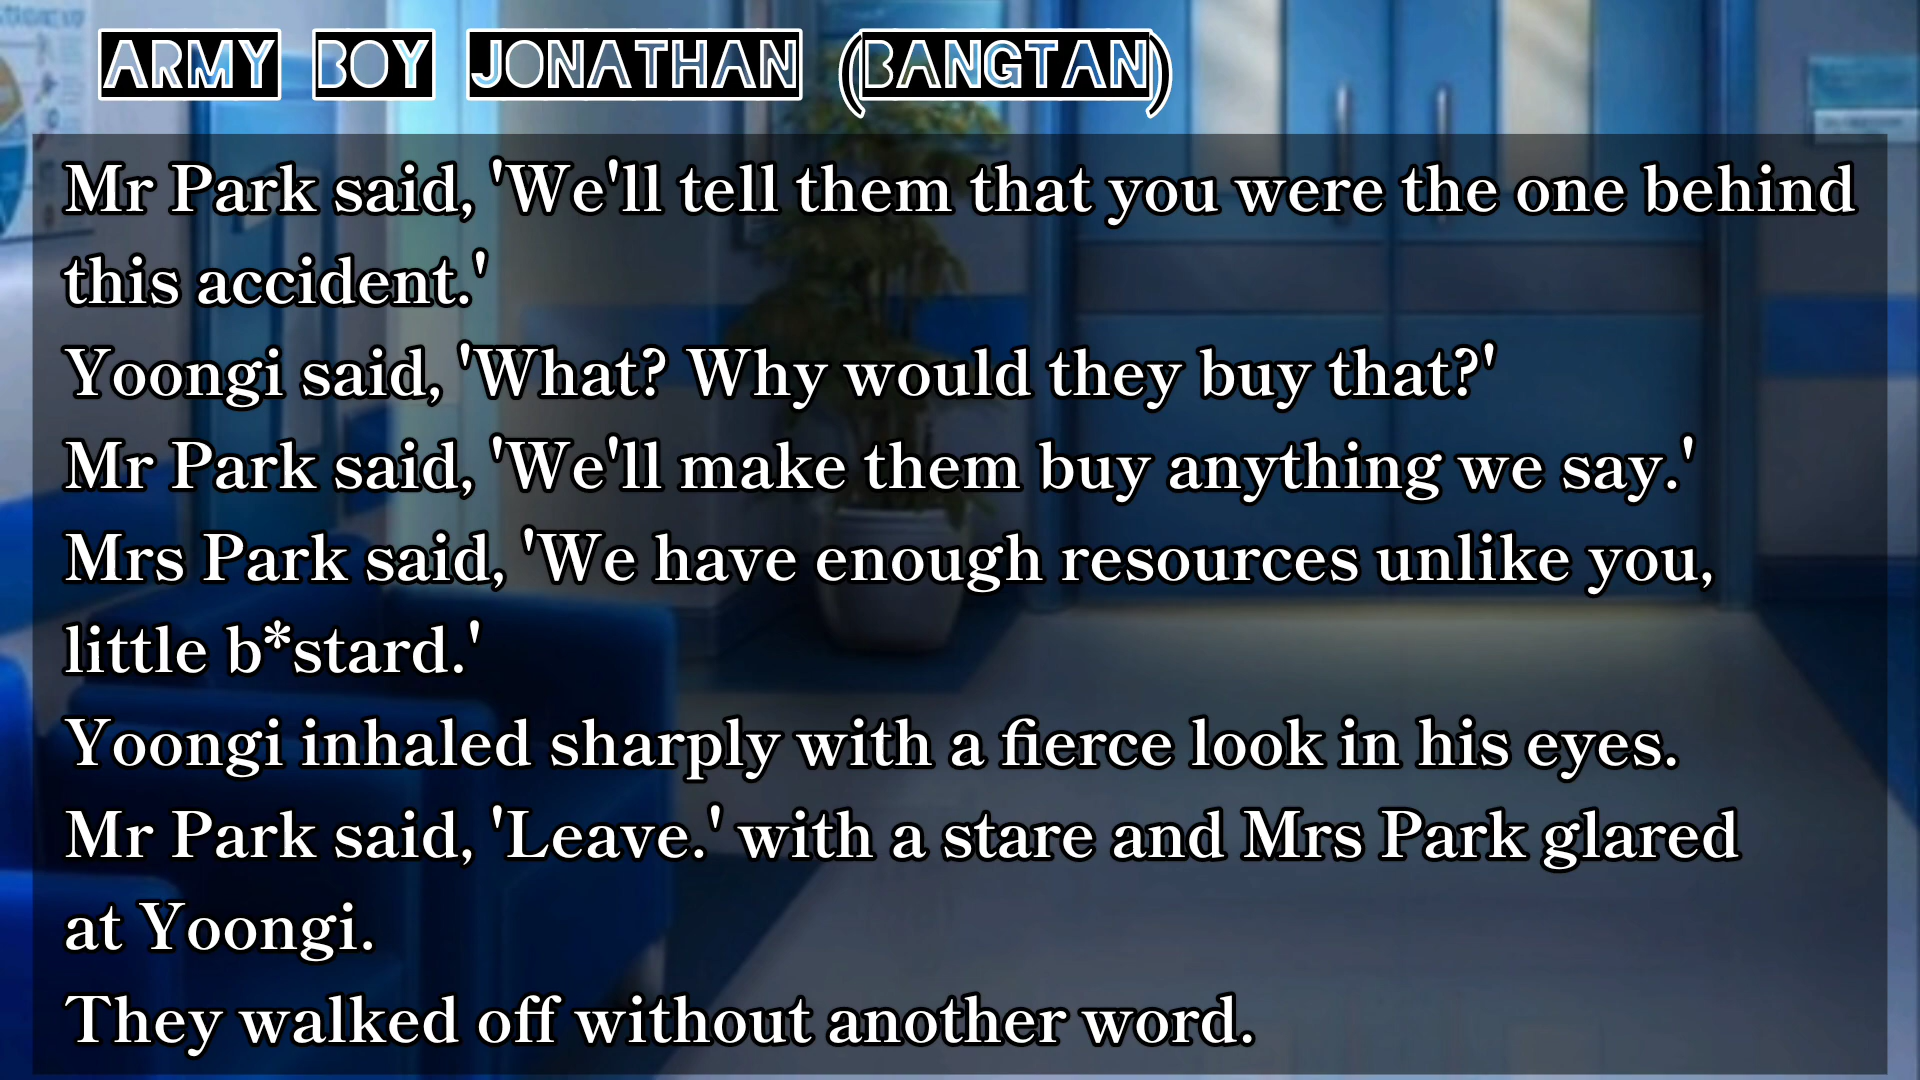 ARMY BOY JONATHAN (BANGTAN)
Mr Park said, 'We'll tell them that you were the one behind
this accident.'
Yoongi said, 'What? Why would they buy that?'
Mr Park said, 'We'll make them buy anything we say.'
Mrs Park said, 'We have enough resources unlike you,
little b*stard.'
Yoongi inhaled sharply with a fierce look in his eyes.
Mr Park said, 'Leave.' with a stare and Mrs Park glared
at Yoongi.
They walked off without another word.